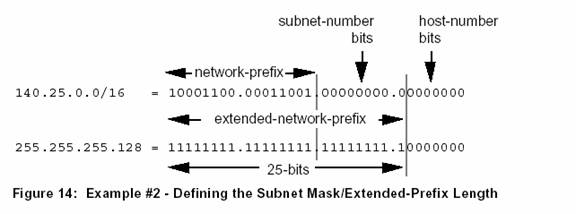 subnet-number bits
host-number bits
network-prefix
140.25.0.0/16 = 10001100.00011001.00000000.00000000
extended-network-prefix
255.255.255.128 = 11111111.11111111.11111111.10000000
25-bits
Figure 14: Example #2 - Defining the Subnet Mask/Extended-Prefix Length